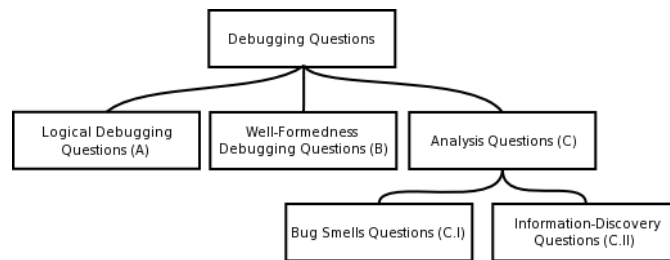 Debugging Questions
Logical Debugging
Questions (A)
Well-Formedness
Debugging Questions (B)
Analysis Questions (C)
Bug Smells Questions (C.I)
Information-Discovery
Questions (C.II)